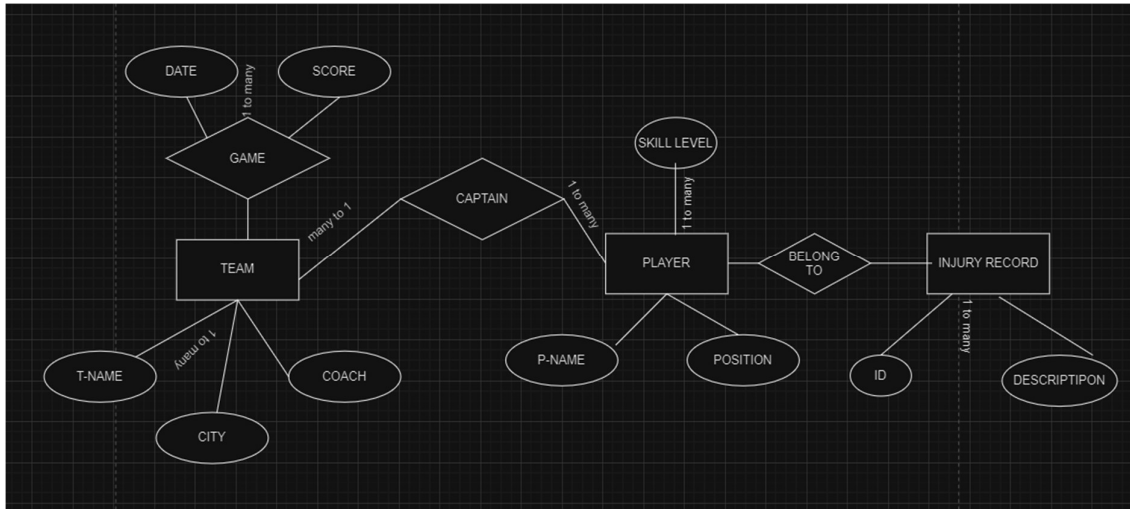 DATE
1 to many
SCORE
GAME
SKILL LEVEL
CAPTAIN
1 to many
1 to many
many to 1
TEAM
PLAYER
BELONG
TO
INJURY RECORD
1 to many
1 to many
P-NAME
POSITION
T-NAME
COACH
ID
DESCRIPTIPON
CITY